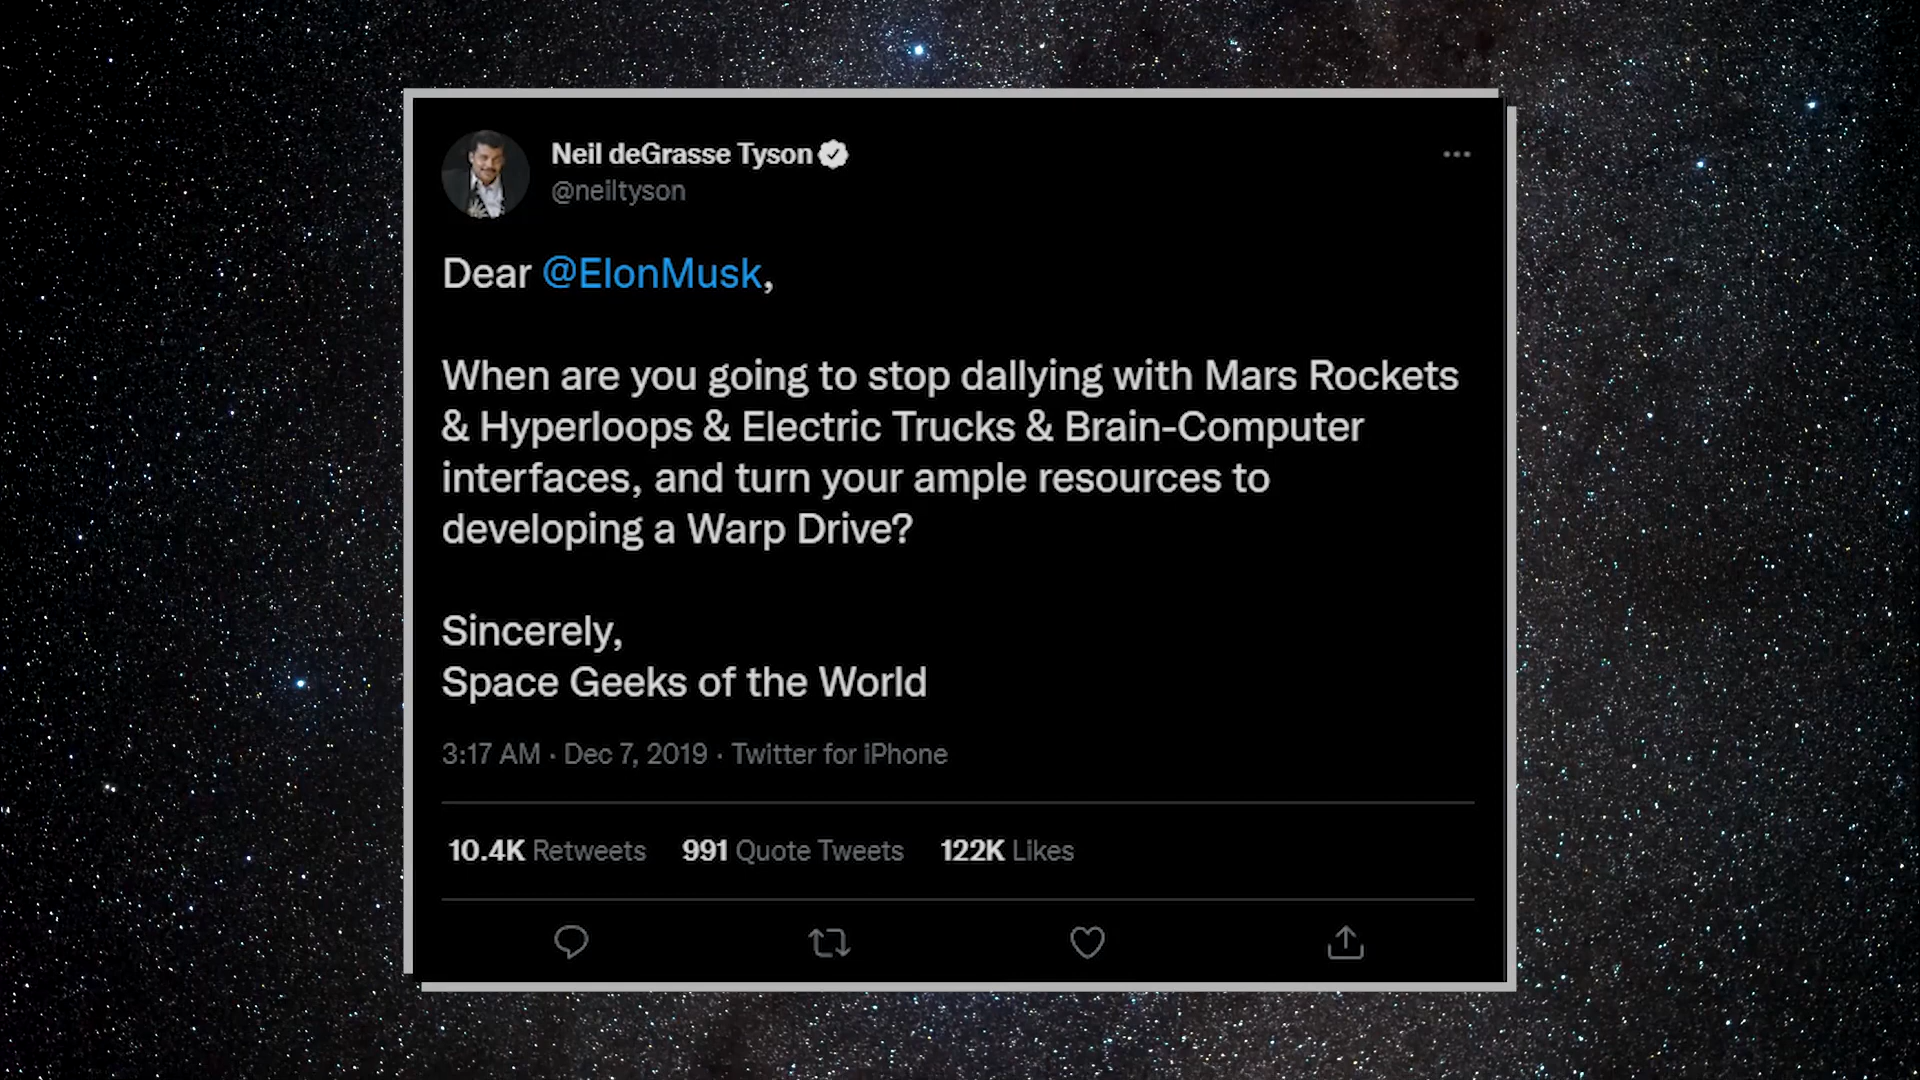 Neil deGrasse Tyson
@neiltyson
Dear @ElonMusk,
When are you going to stop dallying with Mars Rockets
& Hyperloops & Electric Trucks & Brain-Computer
interfaces, and turn your ample resources to
developing a Warp Drive?
Sincerely,
Space Geeks of the World
3:17 AM · Dec 7, 2019 · Twitter for iPhone
10.4K Retweets 991 Quote Tweets 122K Likes